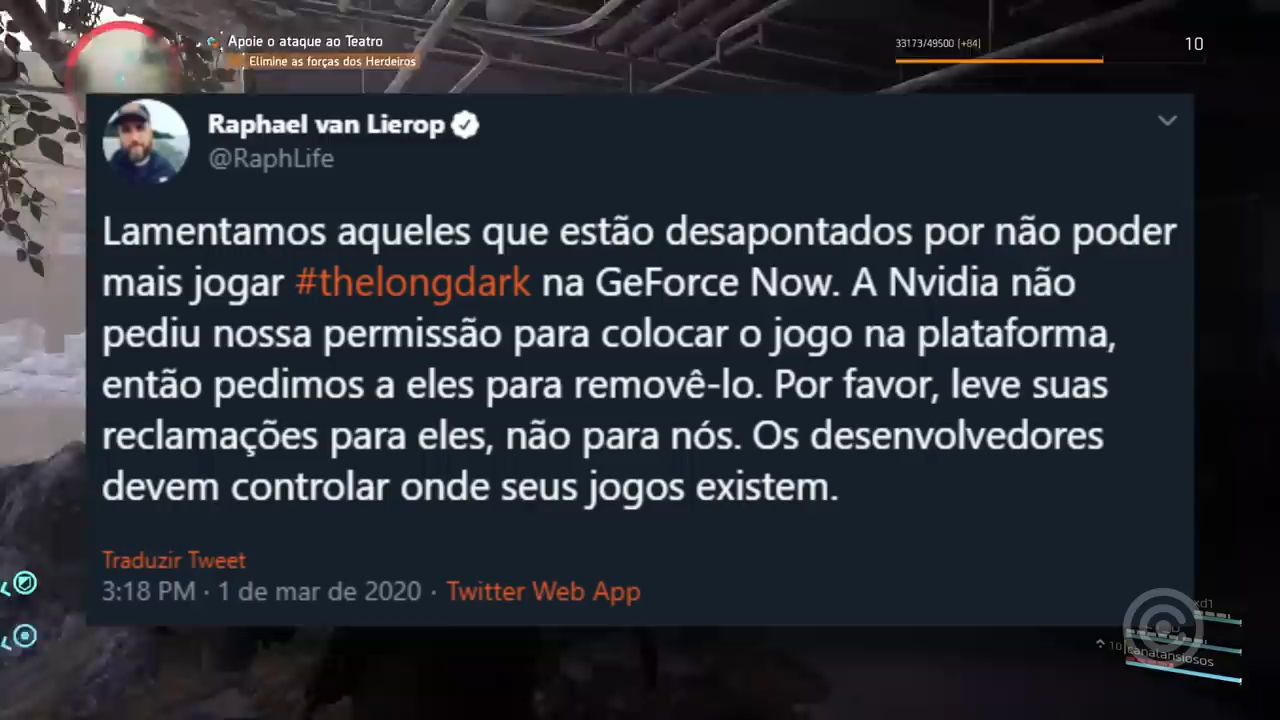 Apoie o ataque ao Teatro
Elimine as forças dos Herdeiros
33173/49500 (+84)
10
Raphael van Lierop
@RaphLife
Lamentamos aqueles que estão desapontados por não poder
mais jogar #thelongdark na GeForce Now. A Nvidia não
pediu nossa permissão para colocar o jogo na plataforma,
então pedimos a eles para removê-lo. Por favor, leve suas
reclamações para eles, não para nós. Os desenvolvedores
devem controlar onde seus jogos existem.
Traduzir Tweet
3:18 PM · 1 de mar de 2020 · Twitter Web App
xd1
10 canatansiosos